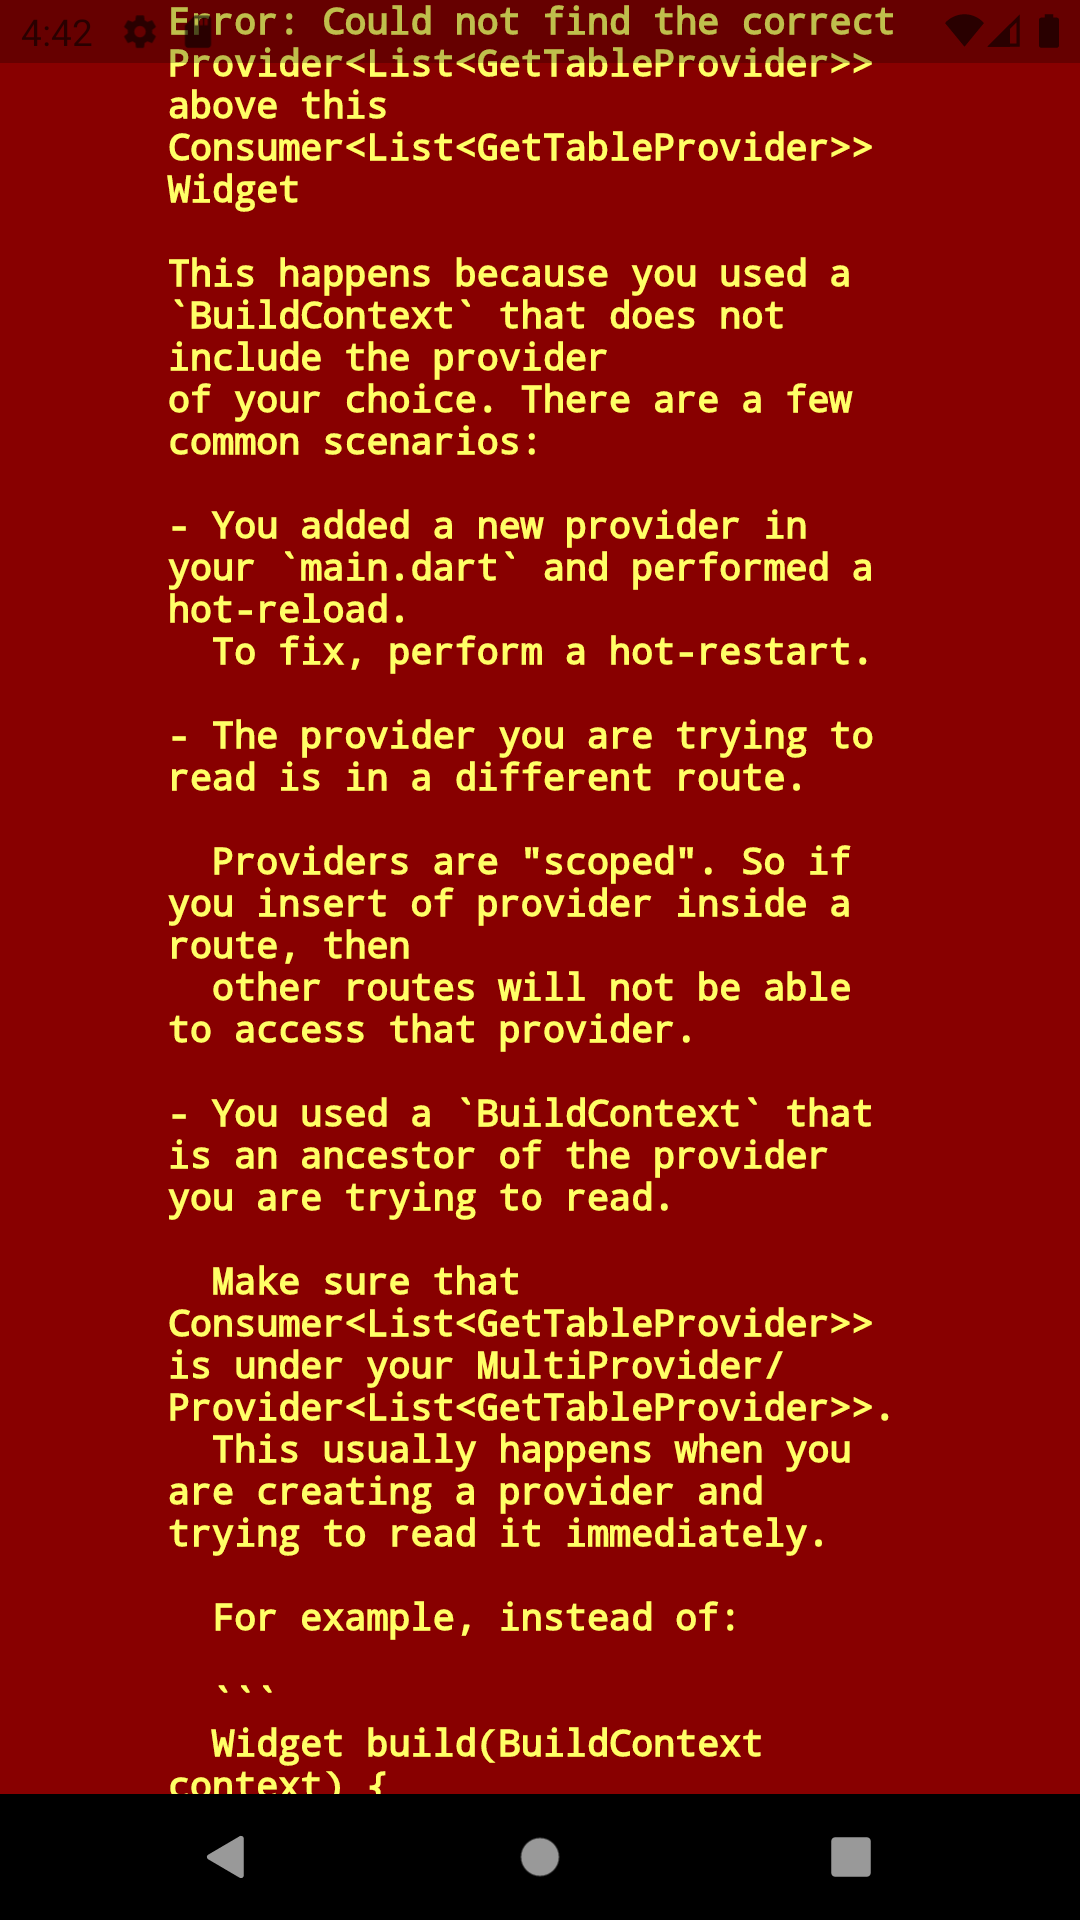 4:42
Error: Could not find the correct
Provider<List<GetTableProvider>>
above this
Consumer<List<GetTableProvider>>
Widget

This happens because you used a
`BuildContext` that does not
include the provider
of your choice. There are a few
common scenarios:

- You added a new provider in
your `main.dart` and performed a
hot-reload.
  To fix, perform a hot-restart.

- The provider you are trying to
read is in a different route.

  Providers are "scoped". So if
you insert of provider inside a
route, then
  other routes will not be able
to access that provider.

- You used a `BuildContext` that
is an ancestor of the provider
you are trying to read.

  Make sure that
Consumer<List<GetTableProvider>>
is under your MultiProvider/
Provider<List<GetTableProvider>>.
  This usually happens when you
are creating a provider and
trying to read it immediately.

  For example, instead of:

  ```
  Widget build(BuildContext
context) {